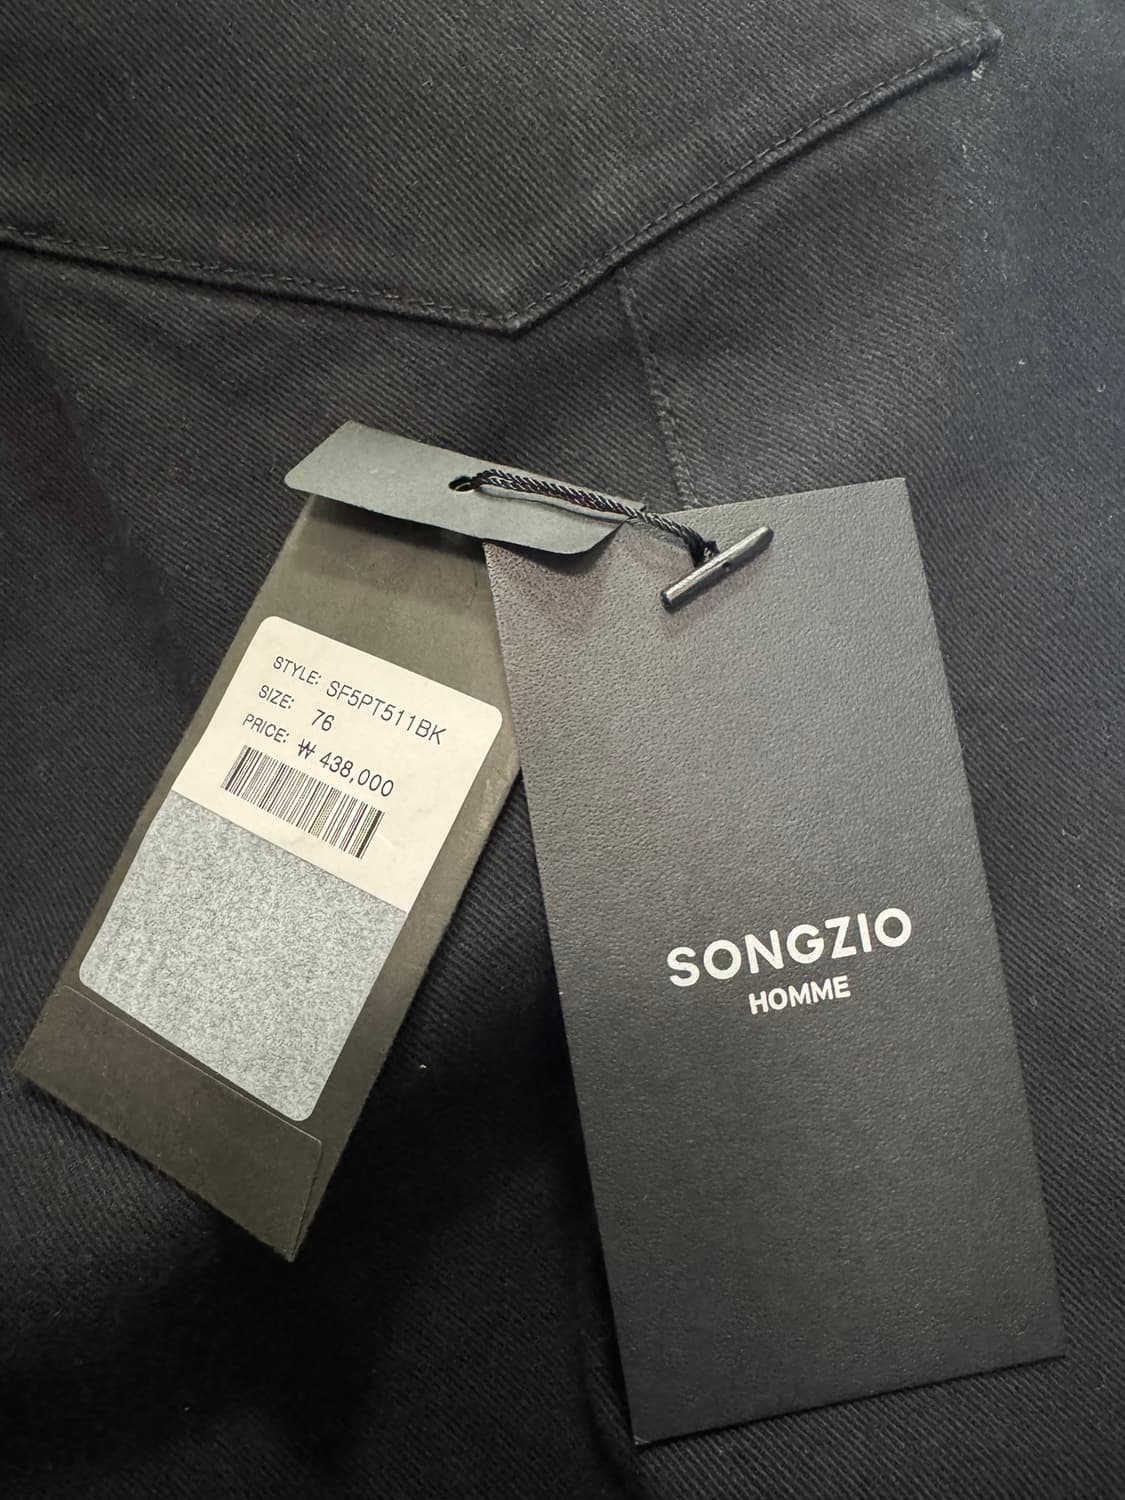 STYLE: SF5PT511BK
SIZE: 76
PRICE: ₩ 438,000
SONGZIO
HOMME